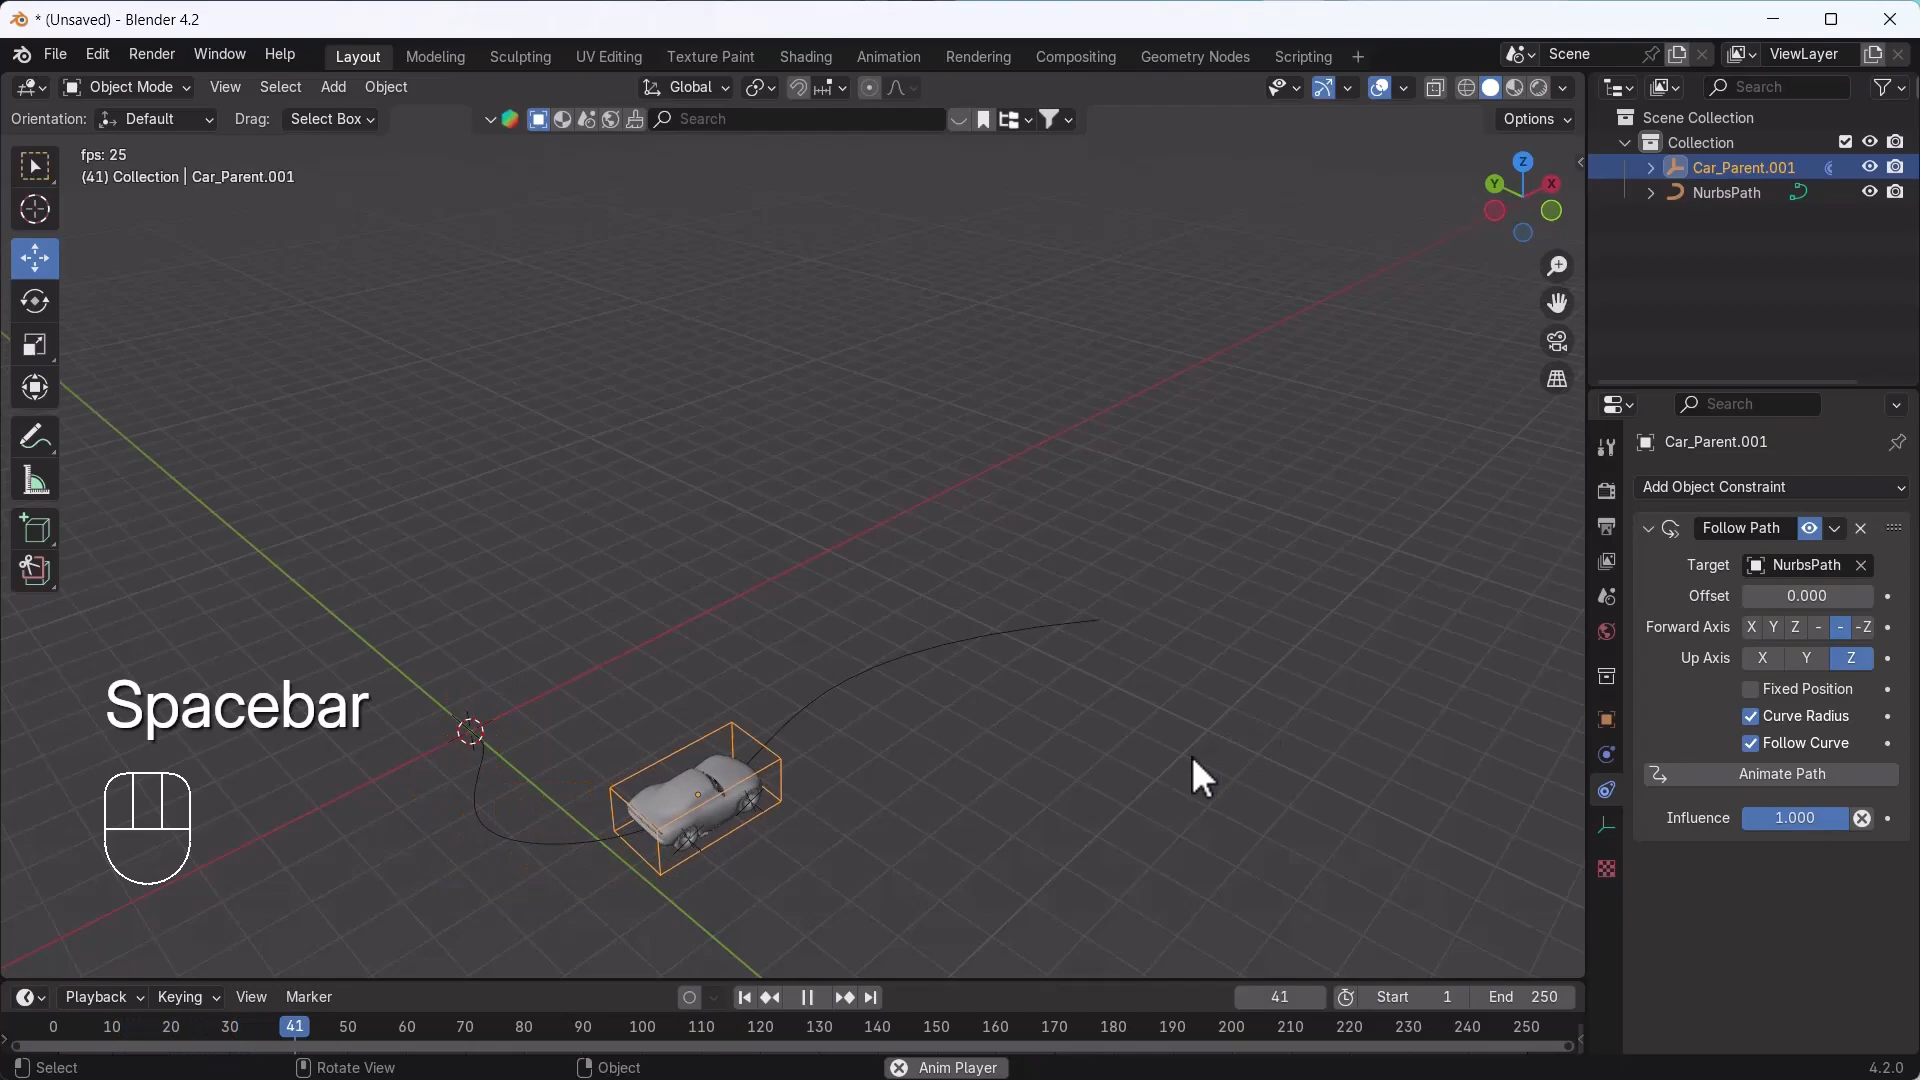 * (Unsaved) - Blender 4.2
File Edit Render Window Help Layout Modeling Sculpting UV Editing Texture Paint Shading Animation Rendering Compositing Geometry Nodes Scripting + Scene ViewLayer
Object Mode View Select Add Object Global Search
Orientation: Default Drag: Select Box Search Options
Scene Collection
Collection
Car_Parent.001
NurbsPath
fps: 25
(41) Collection | Car_Parent.001
Z
Y
X
Search
Car_Parent.001
Add Object Constraint
Follow Path
Target NurbsPath
Offset 0.000
Forward Axis X Y Z - - -Z
Up Axis X Y Z
Fixed Position
Curve Radius
Follow Curve
Animate Path
Influence 1.000
Spacebar
Playback Keying View Marker 41 Start 1 End 250
0 10 20 30 41 50 60 70 80 90 100 110 120 130 140 150 160 170 180 190 200 210 220 230 240 250
Select Rotate View Object Anim Player 4.2.0